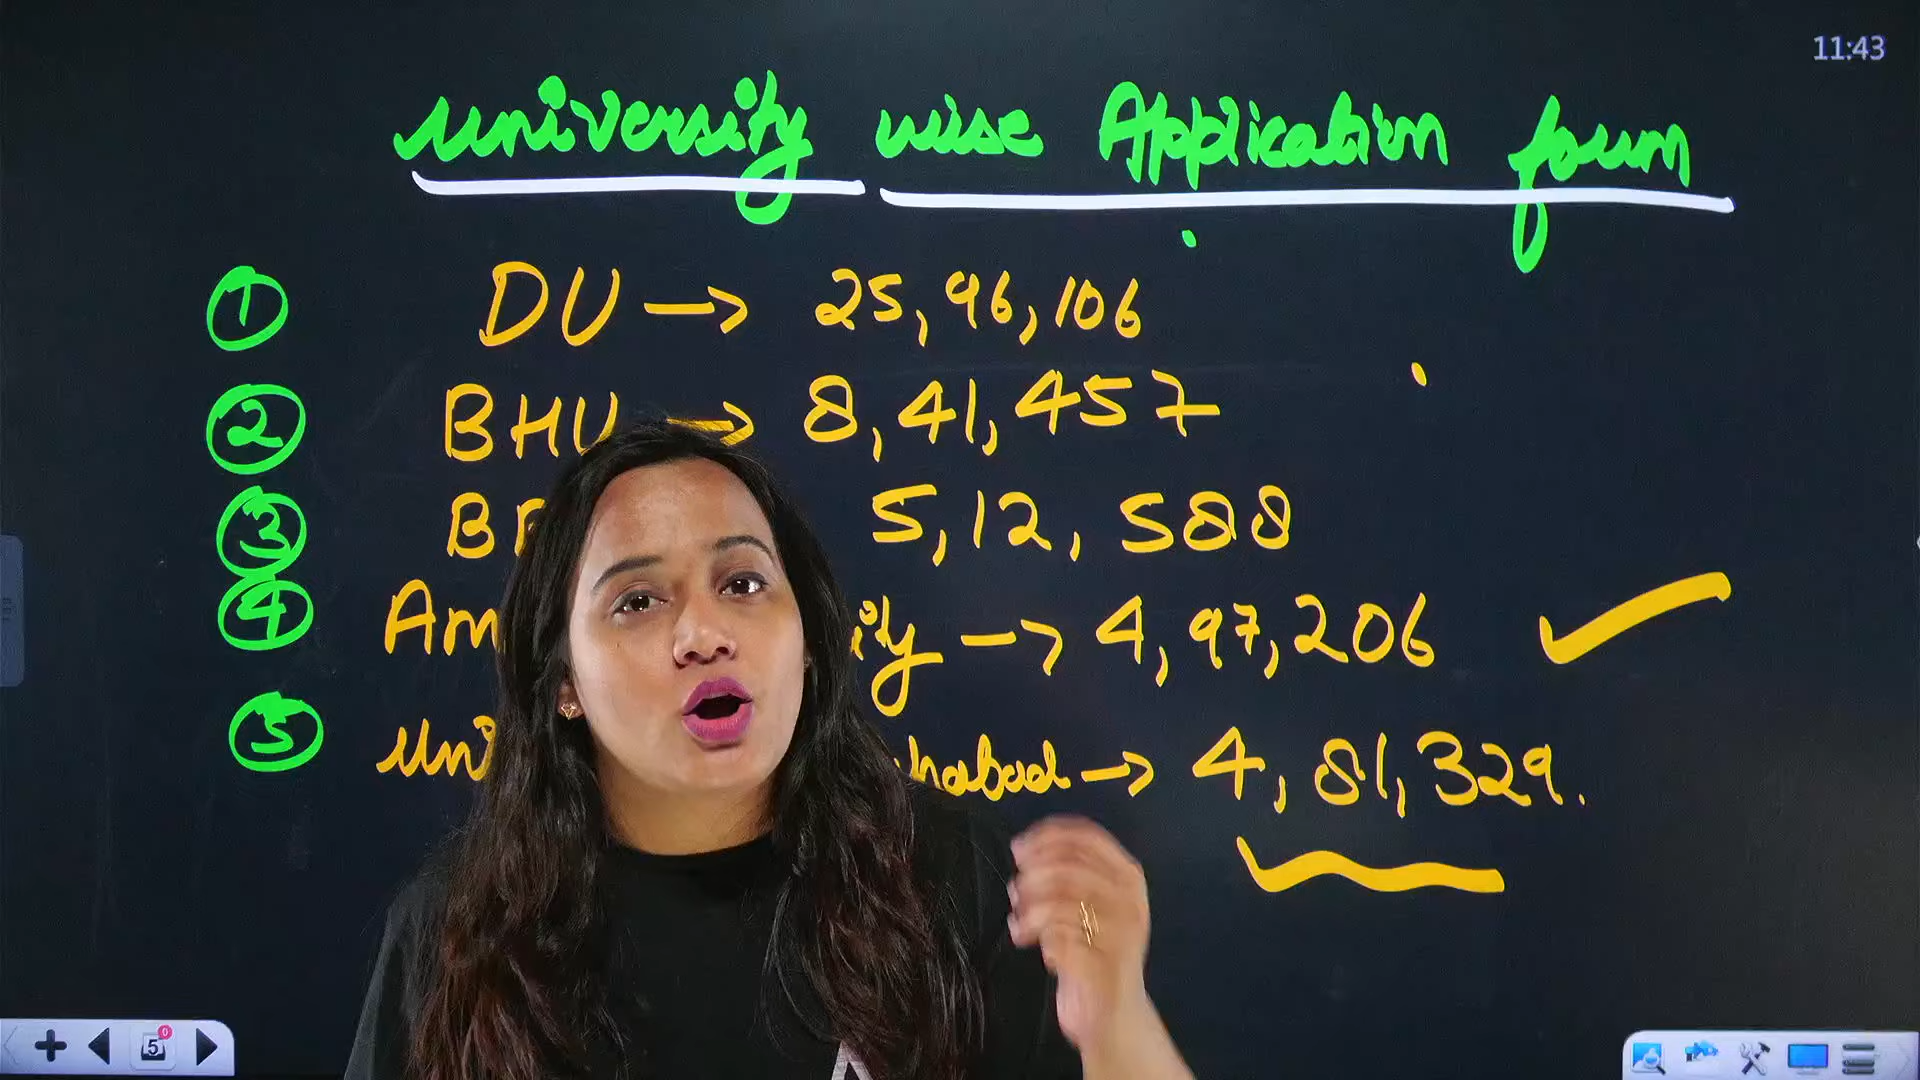 11:43
University wise Application form
1 DU → 25,96,106
2 BHU → 8,41,457
3 5,12,588
4 → 4,97,206
5 → 4,81,329.
5 0